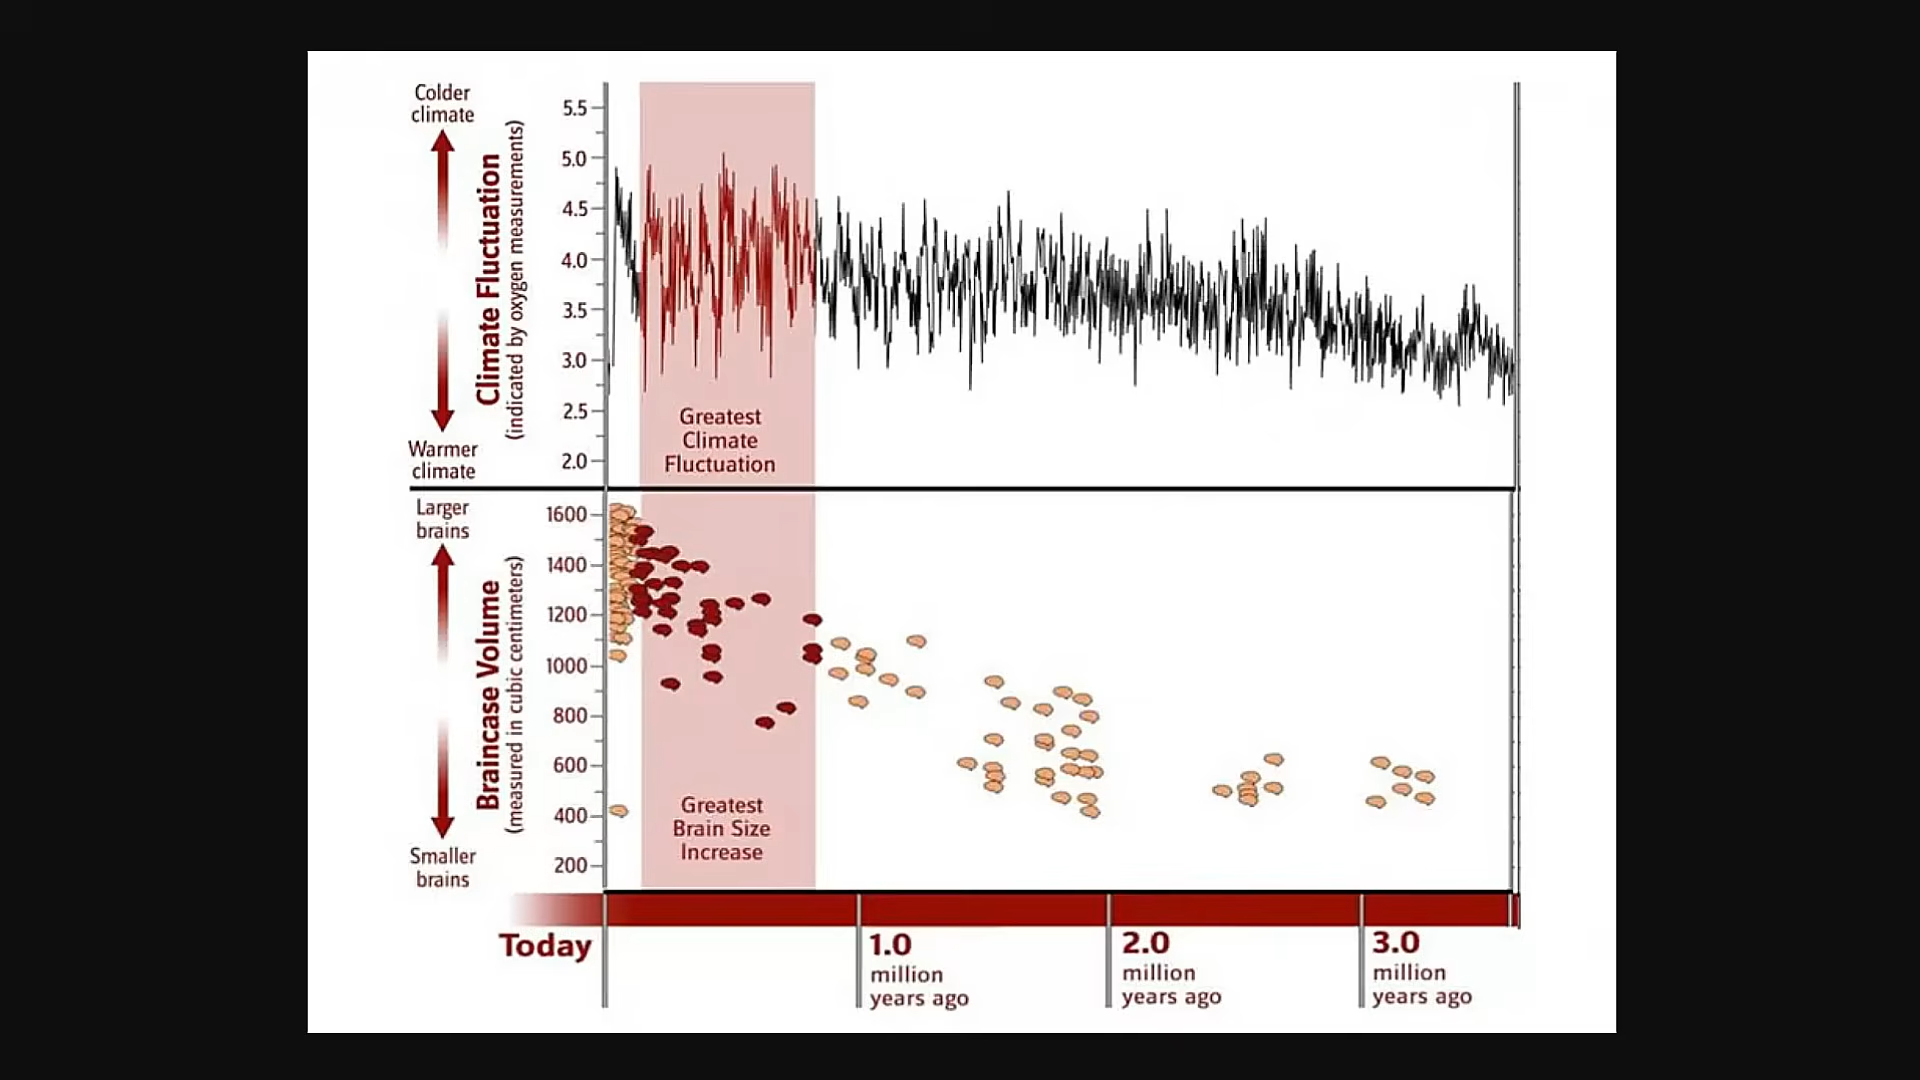 Colder
climate
Climate Fluctuation
(indicated by oxygen measurements)
Warmer
climate
5.5
5.0
4.5
4.0
3.5
3.0
2.5
2.0
Greatest
Climate
Fluctuation
Larger
brains
Braincase Volume
(measured in cubic centimeters)
Smaller
brains
1600
1400
1200
1000
800
600
400
200
Greatest
Brain Size
Increase
Today
1.0
million
years ago
2.0
million
years ago
3.0
million
years ago